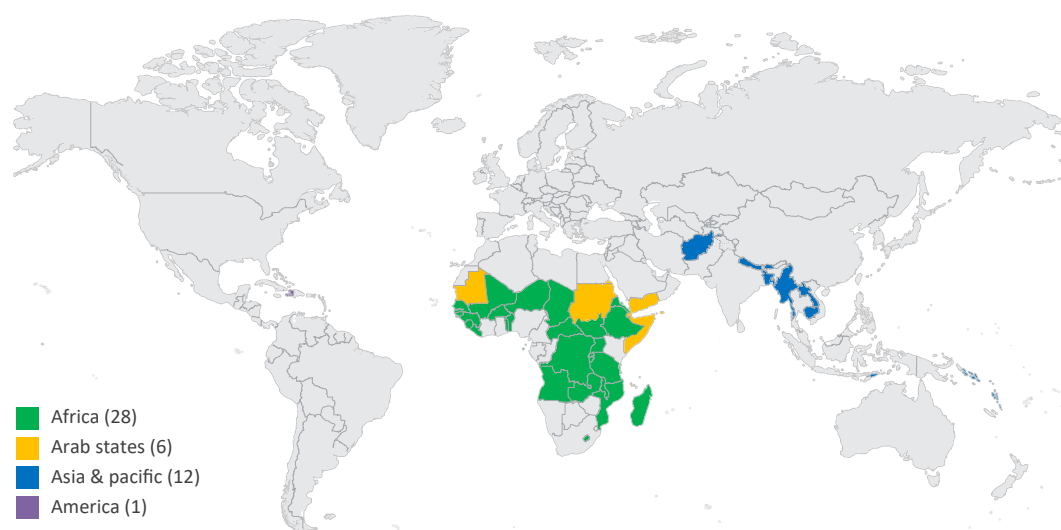 Africa (28)
Arab states (6)
Asia & pacific (12)
America (1)